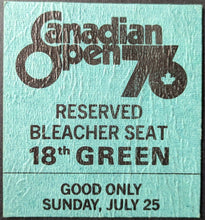 Canadian
Open '76
RESERVED
BLEACHER SEAT
18th GREEN
GOOD ONLY
SUNDAY, JULY 25